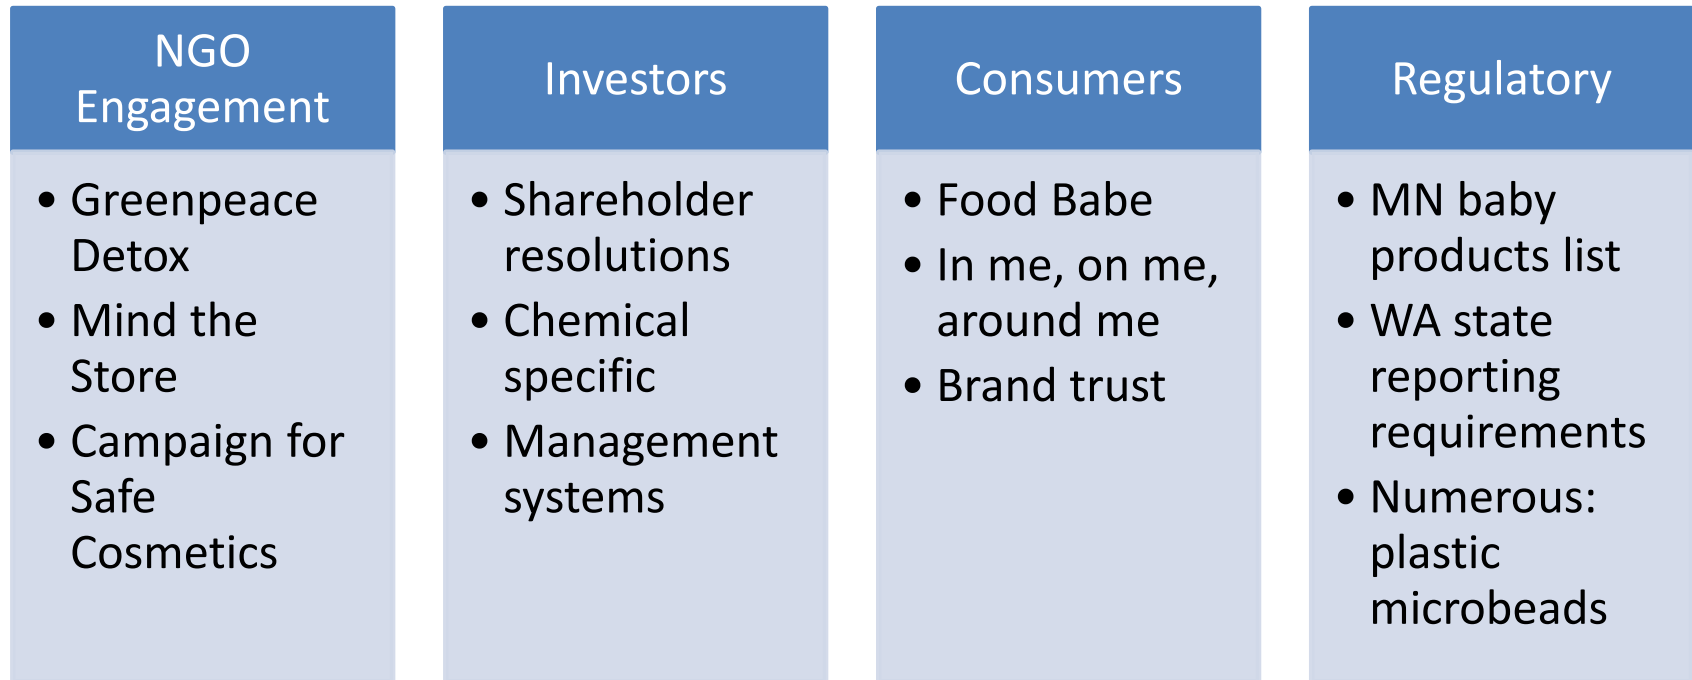 NGO
Engagement
• Greenpeace
Detox
• Mind the
Store
• Campaign for
Safe
Cosmetics
Investors
• Shareholder
resolutions
• Chemical
specific
• Management
systems
Consumers
• Food Babe
• In me, on me,
around me
• Brand trust
Regulatory
• MN baby
products list
• WA state
reporting
requirements
• Numerous:
plastic
microbeads